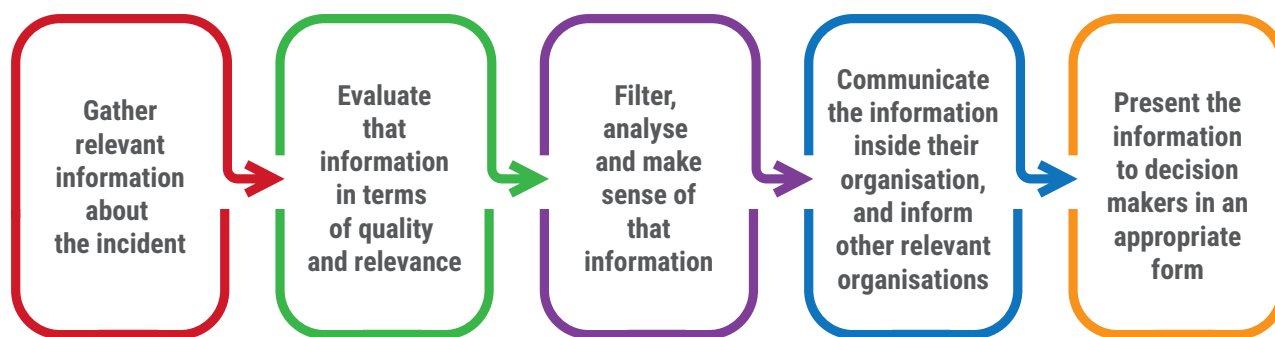 Gather
relevant
information
about
the incident
Evaluate
that
information
in terms
of quality
and relevance
Filter,
analyse
and make
sense of
that
information
Communicate
the information
inside their
organisation,
and inform
other relevant
organisations
Present the
information
to decision
makers in an
appropriate
form